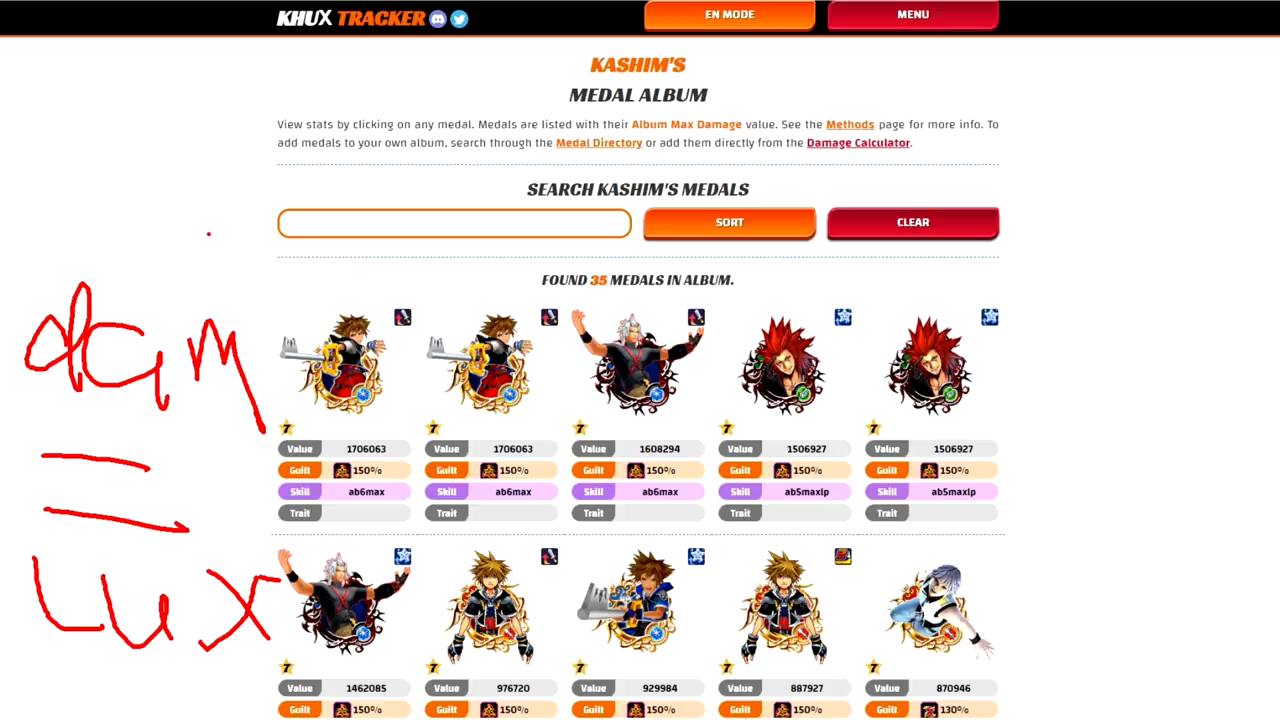 KHUX TRACKER
EN MODE
MENU
KASHIM'S
MEDAL ALBUM
View stats by clicking on any medal. Medals are listed with their Album Max Damage value. See the Methods page for more info. To
add medals to your own album, search through the Medal Directory or add them directly from the Damage Calculator.
SEARCH KASHIM'S MEDALS
SORT
CLEAR
FOUND 35 MEDALS IN ALBUM.
7 7 7 7 7
Value 1706063 Value 1706063 Value 1608294 Value 1506927 Value 1506927
Guilt 150% Guilt 150% Guilt 150% Guilt 150% Guilt 150%
Skill ab6max Skill ab6max Skill ab6max Skill ab5maxlp Skill ab5maxlp
Trait Trait Trait Trait Trait
7 7 7 7 7
Value 1462085 Value 976720 Value 929984 Value 887927 Value 870946
Guilt 150% Guilt 150% Guilt 150% Guilt 150% Guilt 130%
Lux